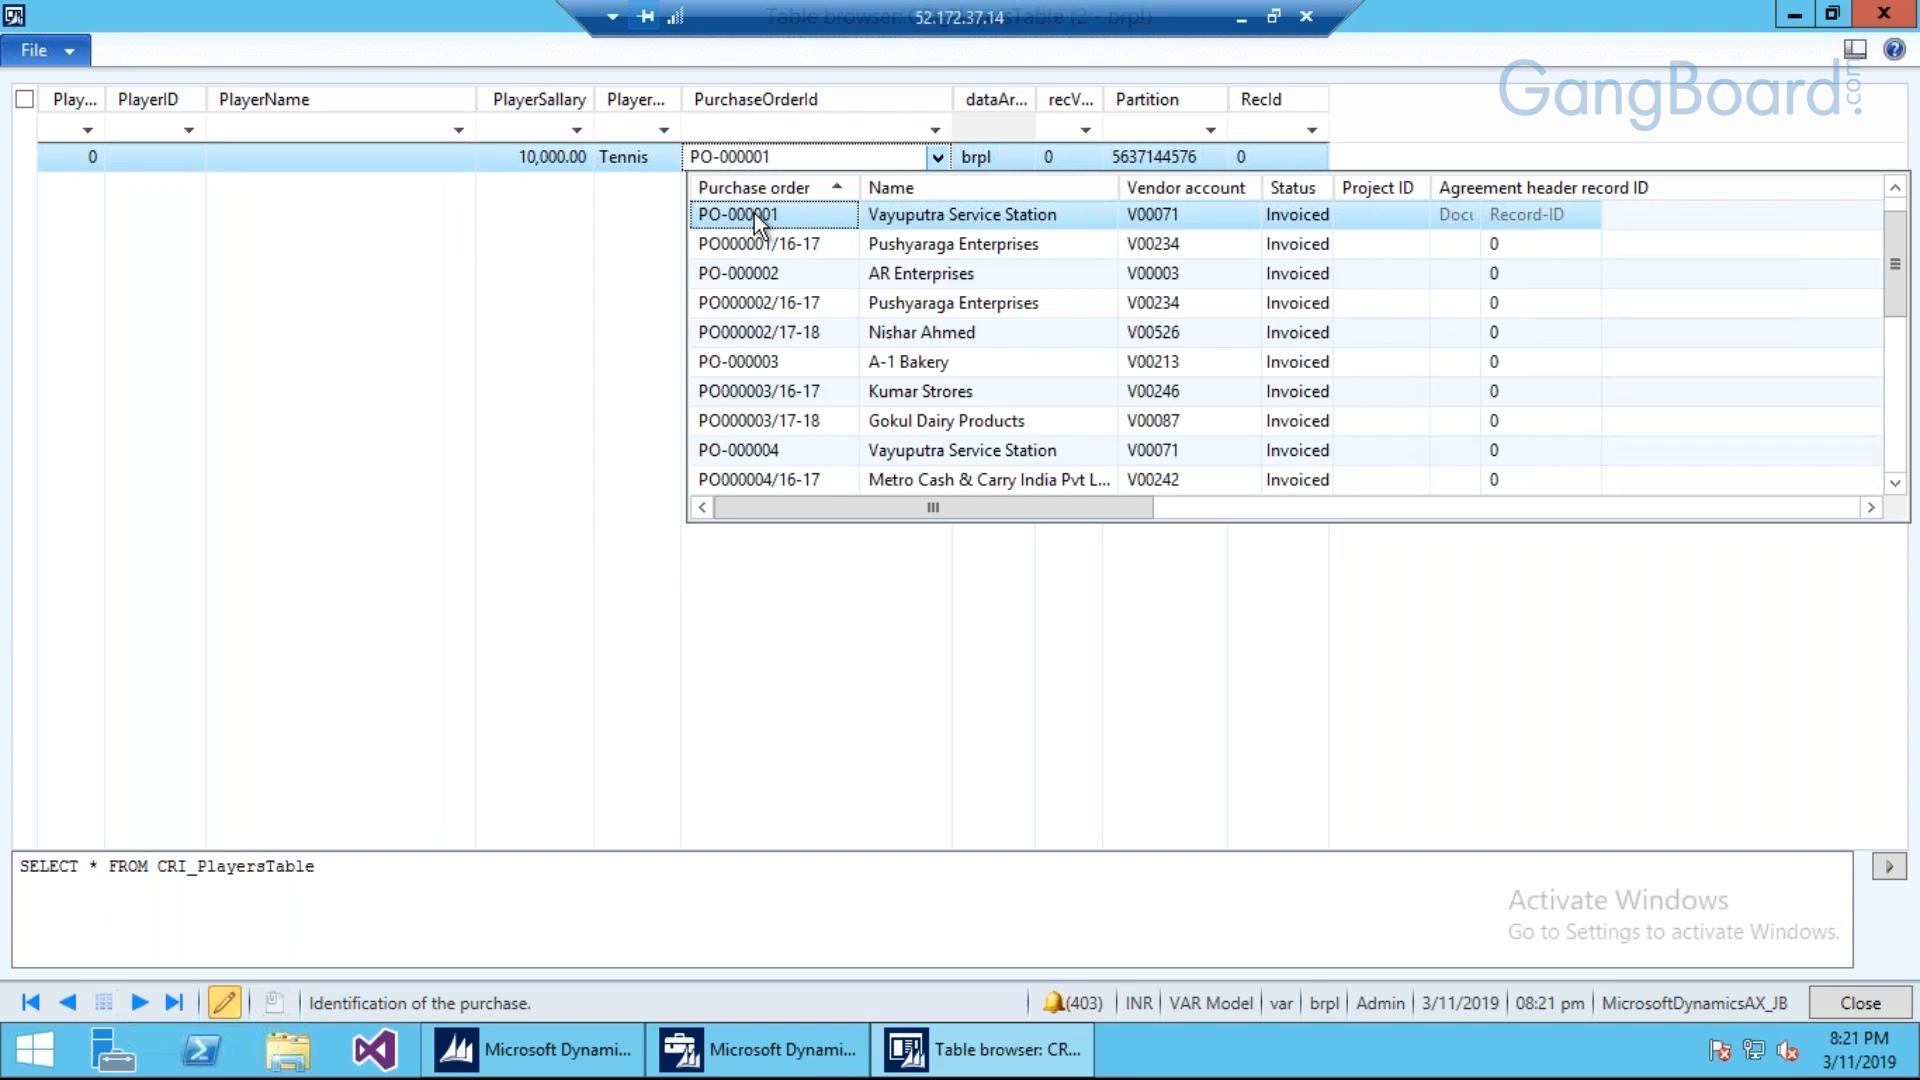 Table browser: C sTable (2 - brpl)
52.172.37.14
File
GangBoard.com
Play... PlayerID PlayerName PlayerSallary Player... PurchaseOrderId dataAr... recV... Partition RecId
0 10,000.00 Tennis PO-000001 brpl 0 5637144576 0
Purchase order Name Vendor account Status Project ID Agreement header record ID
PO-000001 Vayuputra Service Station V00071 Invoiced Docu Record-ID
PO000001/16-17 Pushyaraga Enterprises V00234 Invoiced 0
PO-000002 AR Enterprises V00003 Invoiced 0
PO000002/16-17 Pushyaraga Enterprises V00234 Invoiced 0
PO000002/17-18 Nishar Ahmed V00526 Invoiced 0
PO-000003 A-1 Bakery V00213 Invoiced 0
PO000003/16-17 Kumar Strores V00246 Invoiced 0
PO000003/17-18 Gokul Dairy Products V00087 Invoiced 0
PO-000004 Vayuputra Service Station V00071 Invoiced 0
PO000004/16-17 Metro Cash & Carry India Pvt L... V00242 Invoiced 0
SELECT * FROM CRI_PlayersTable
Activate Windows
Go to Settings to activate Windows.
Identification of the purchase. (403) INR VAR Model var brpl Admin 3/11/2019 08:21 pm MicrosoftDynamicsAX_JB Close
Microsoft Dynami... Microsoft Dynami... Table browser: CR...
8:21 PM
3/11/2019